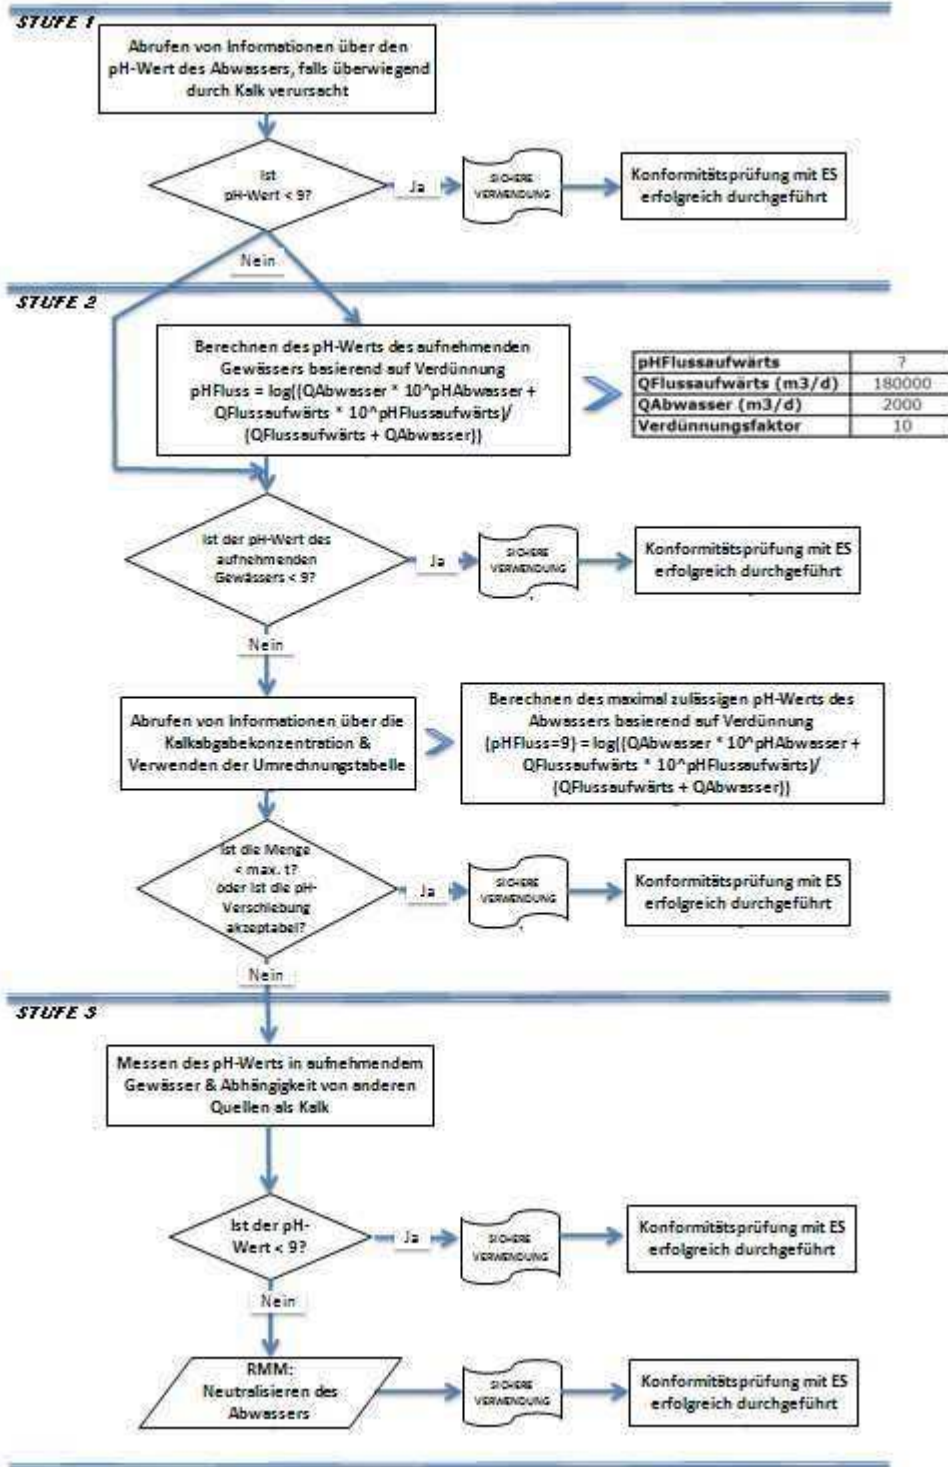 STUFE 1
Abrufen von Informationen über den
pH-Wert des Abwassers, falls überwiegend
durch Kalk verursacht
Ist
pH-Wert < 9?
Ja
SICHERE
VERWENDUNG
Konformitätsprüfung mit ES
erfolgreich durchgeführt
Nein
STUFE 2
Berechnen des pH-Werts des aufnehmenden
Gewässers basierend auf Verdünnung
pHFluss = log((QAbwasser * 10^pHAbwasser +
QFlussaufwärts * 10^pHFlussaufwärts)/
(QFlussaufwärts + QAbwasser))
pHFlussaufwärts ?
QFlussaufwärts (m3/d) 180000
QAbwasser (m3/d) 2000
Verdünnungsfaktor 10
Ist der pH-Wert des
aufnehmenden
Gewässers < 9?
Ja
SICHERE
VERWENDUNG
Konformitätsprüfung mit ES
erfolgreich durchgeführt
Nein
Abrufen von Informationen über die
Kalkabgabekonzentration &
Verwenden der Umrechnungstabelle
Berechnen des maximal zulässigen pH-Werts des
Abwassers basierend auf Verdünnung
(pHFluss=9) = log((QAbwasser * 10^pHAbwasser +
QFlussaufwärts * 10^pHFlussaufwärts)/
(QFlussaufwärts + QAbwasser))
Ist die Menge
< max. t?
oder ist die pH-
Verschiebung
akzeptabel?
Ja
SICHERE
VERWENDUNG
Konformitätsprüfung mit ES
erfolgreich durchgeführt
Nein
STUFE 3
Messen des pH-Werts in aufnehmendem
Gewässer & Abhängigkeit von anderen
Quellen als Kalk
Ist der pH-
Wert < 9?
Ja
SICHERE
VERWENDUNG
Konformitätsprüfung mit ES
erfolgreich durchgeführt
Nein
RMM:
Neutralisieren des
Abwassers
SICHERE
VERWENDUNG
Konformitätsprüfung mit ES
erfolgreich durchgeführt